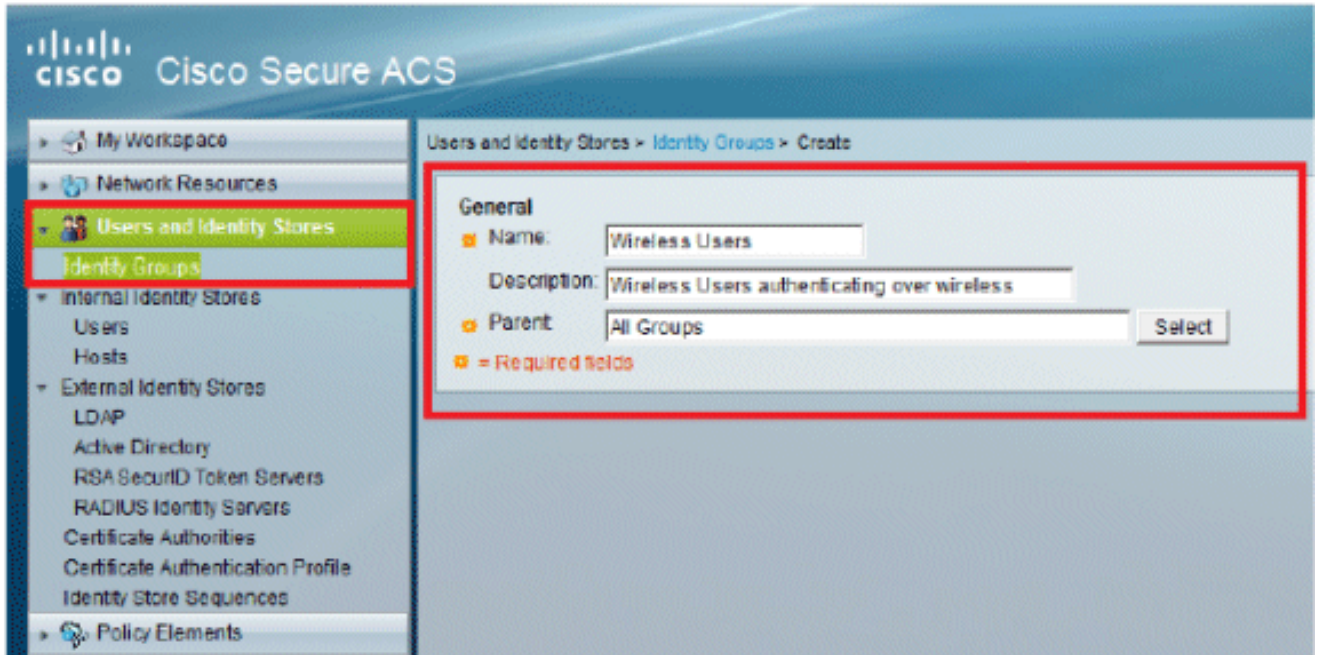 cisco Cisco Secure ACS
My Workspace
Network Resources
Users and Identity Stores
Identity Groups
Internal Identity Stores
Users
Hosts
External Identity Stores
LDAP
Active Directory
RSA SecurID Token Servers
RADIUS Identity Servers
Certificate Authorities
Certificate Authentication Profile
Identity Store Sequences
Policy Elements
Users and Identity Stores > Identity Groups > Create
General
Name: Wireless Users
Description: Wireless Users authenticating over wireless
Parent: All Groups Select
= Required fields